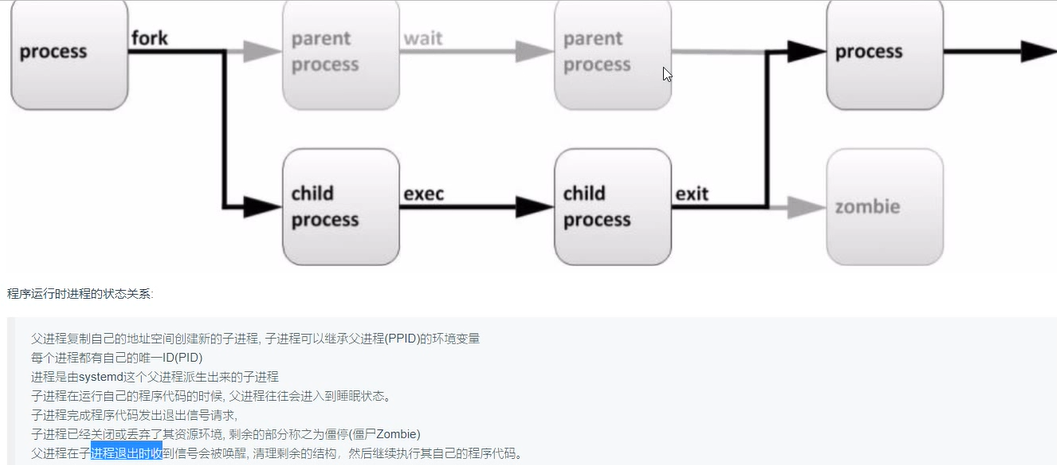 process
fork
parent
process
wait
parent
process
process
child
process
exec
child
process
exit
zombie
程序运行时进程的状态关系:
父进程复制自己的地址空间创建新的子进程, 子进程可以继承父进程(PPID)的环境变量
每个进程都有自己的唯一ID(PID)
进程是由systemd这个父进程派生出来的子进程
子进程在运行自己的程序代码的时候, 父进程往往会进入到睡眠状态。
子进程完成程序代码发出退出信号请求,
子进程已经关闭或丢弃了其资源环境, 剩余的部分称之为僵停(僵尸Zombie)
父进程在子进程退出时收到信号会被唤醒, 清理剩余的结构，然后继续执行其自己的程序代码。